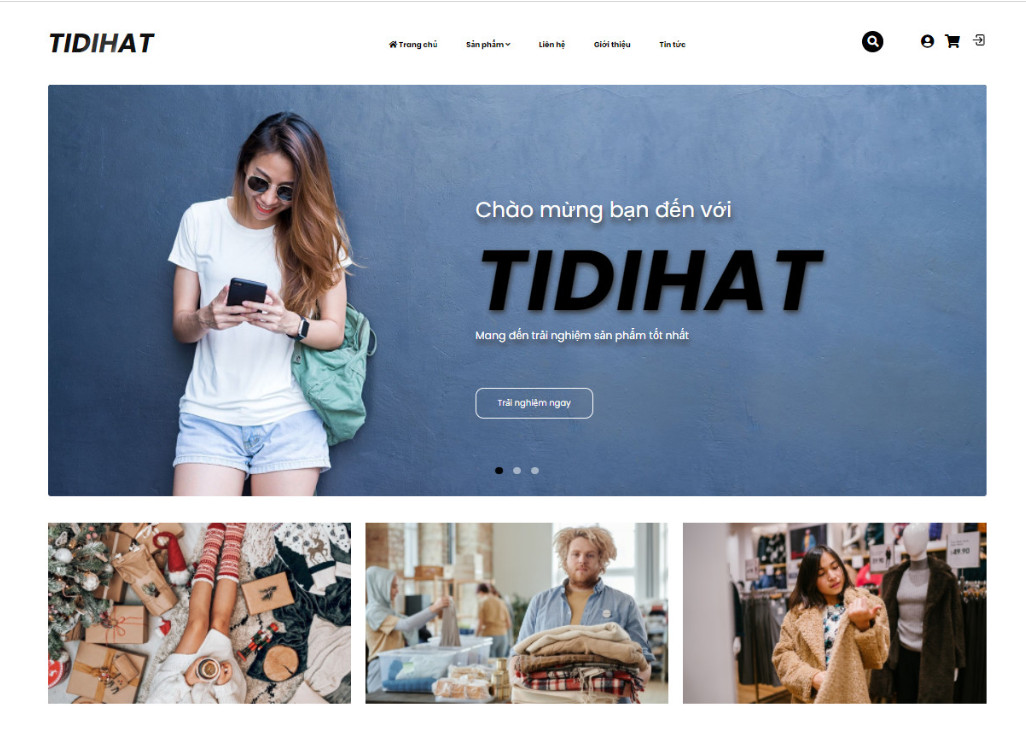 TIDIHAT
Trang chủ Sản phẩm Liên hệ Giới thiệu Tin tức
Chào mừng bạn đến với
TIDIHAT
Mang đến trải nghiệm sản phẩm tốt nhất
Trải nghiệm ngay